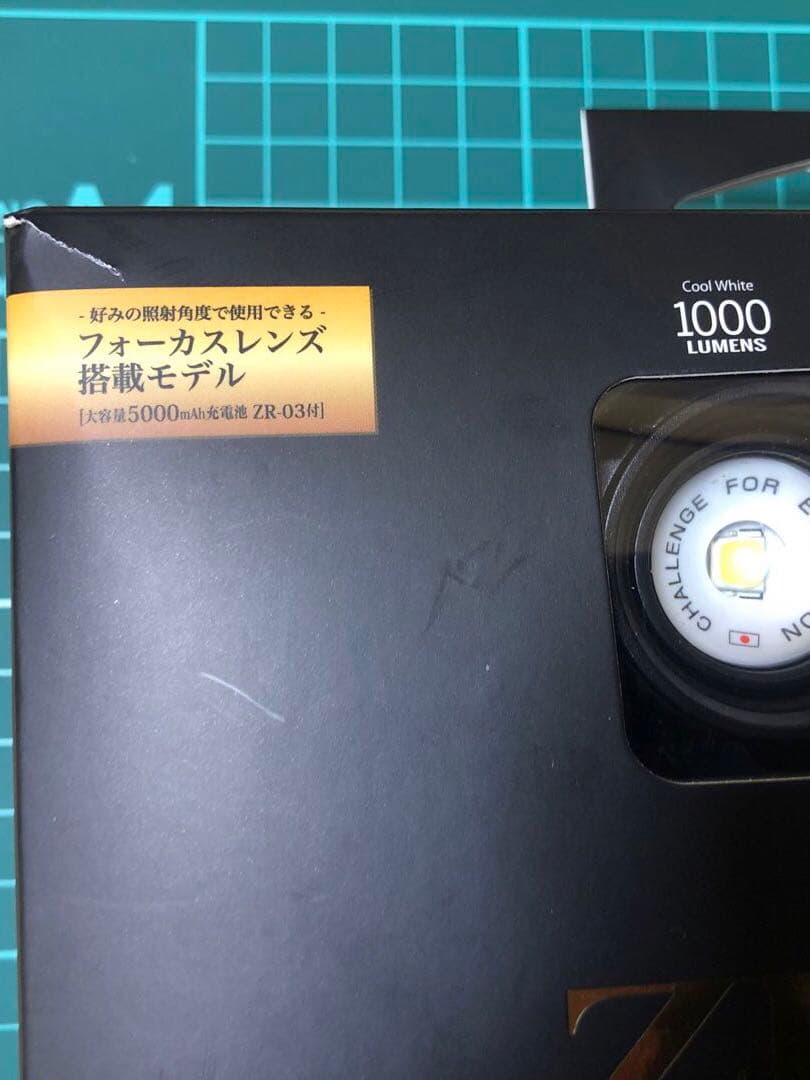 - 好みの照射角度で使用できる -
フォーカスレンズ
搭載モデル
[大容量5000mAh充電池 ZR-03付]
Cool White
1000
LUMENS
CHALLENGE FOR